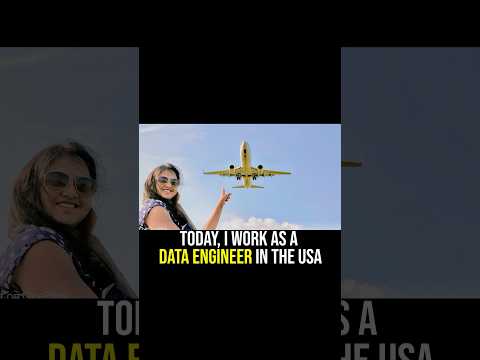 TODAY, I WORK AS A
DATA ENGINEER IN THE USA